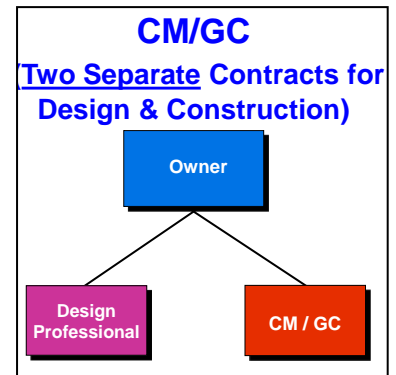 CM/GC
(Two Separate Contracts for
Design & Construction)
Owner
Design
Professional
CM / GC